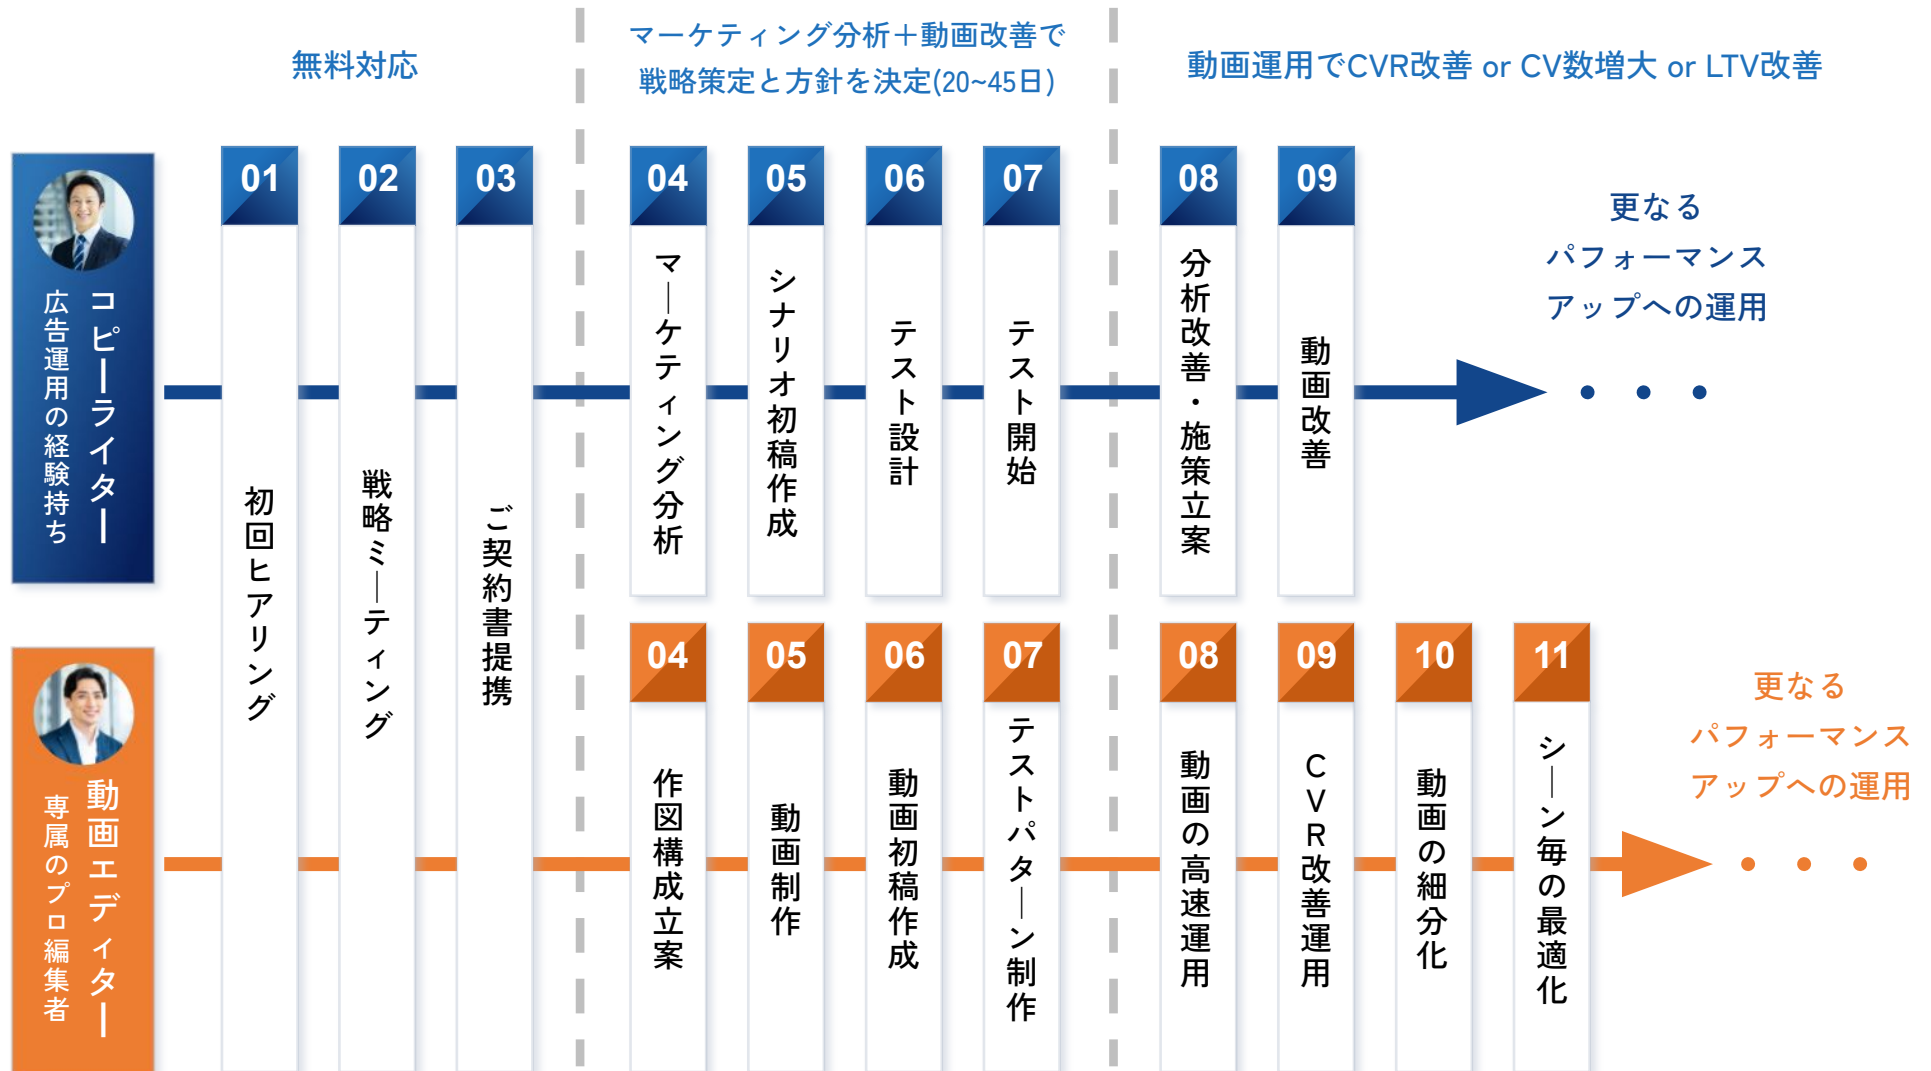 無料対応
マーケティング分析＋動画改善で
戦略策定と方針を決定(20~45日)
動画運用でCVR改善 or CV数増大 or LTV改善
コピーライター
広告運用の経験持ち
01
初回ヒアリング
02
戦略ミーティング
03
ご契約書提携
04
マーケティング分析
05
シナリオ初稿作成
06
テスト設計
07
テスト開始
08
分析改善・施策立案
09
動画改善
更なる
パフォーマンス
アップへの運用
・・・
動画エディター
専属のプロ編集者
04
作図構成立案
05
動画制作
06
動画初稿作成
07
テストパターン制作
08
動画の高速運用
09
CVR改善運用
10
動画の細分化
11
シーン毎の最適化
更なる
パフォーマンス
アップへの運用
・・・